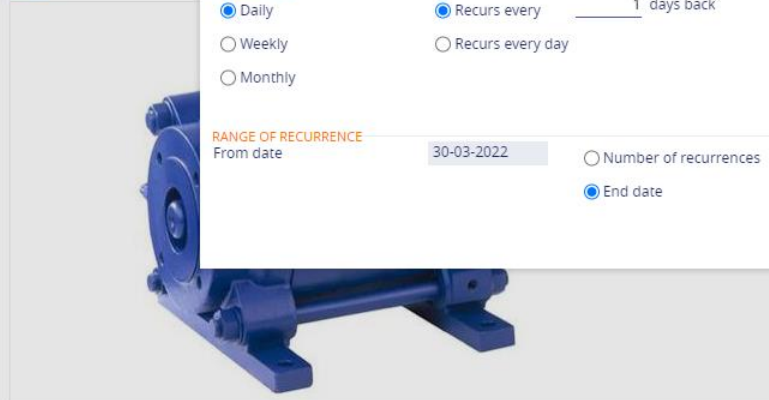 Daily
Recurs every 1 days back
Weekly
Recurs every day
Monthly
RANGE OF RECURRENCE
From date 30-03-2022
Number of recurrences
End date